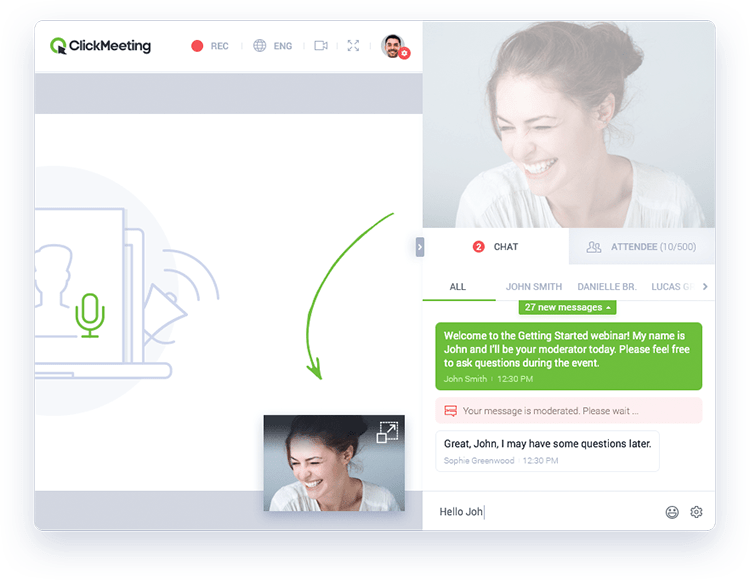 ClickMeeting
REC
ENG
2 CHAT
ATTENDEE (10/500)
ALL
JOHN SMITH
DANIELLE BR.
LUCAS G
27 new messages
Welcome to the Getting Started webinar! My name is
John and I'll be your moderator today. Please feel free
to ask questions during the event.
John Smith 12:30 PM
Your message is moderated. Please wait ...
Great, John, I may have some questions later.
Sophie Greenwood · 12:30 PM
Hello Joh